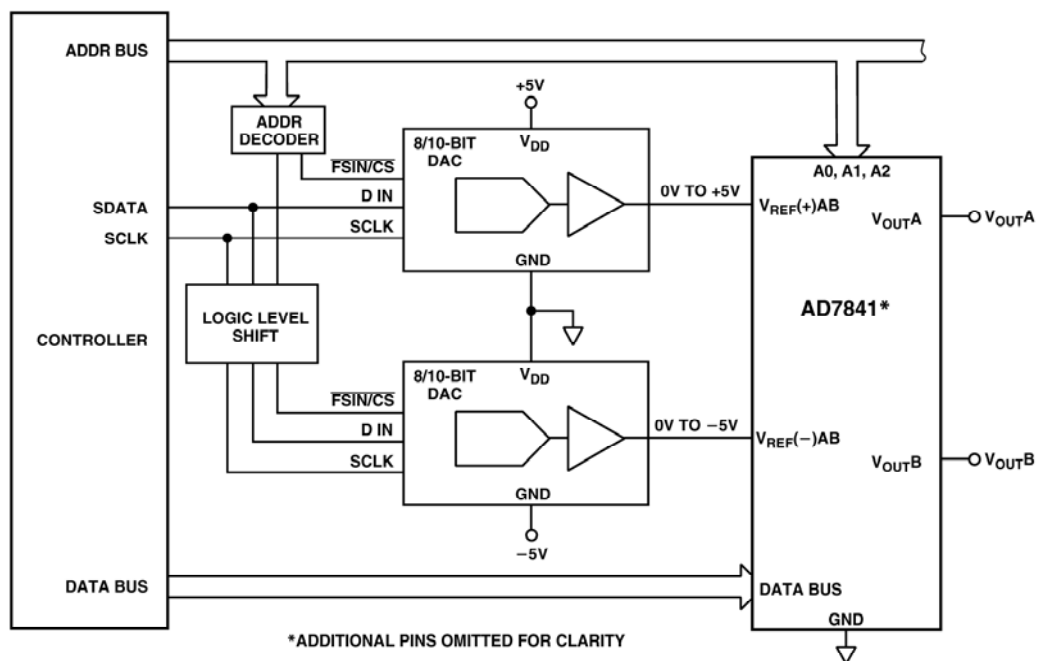 ADDR BUS
ADDR
DECODER
+5V
8/10-BIT
DAC
VDD
FSIN/CS
D IN
SCLK
GND
0V TO +5V
A0, A1, A2
VREF(+)AB
VOUTA
VOUTA
SDATA
SCLK
LOGIC LEVEL
SHIFT
CONTROLLER
AD7841*
8/10-BIT
DAC
VDD
FSIN/CS
D IN
SCLK
GND
0V TO −5V
VREF(−)AB
VOUTB
VOUTB
−5V
DATA BUS
DATA BUS
GND
*ADDITIONAL PINS OMITTED FOR CLARITY